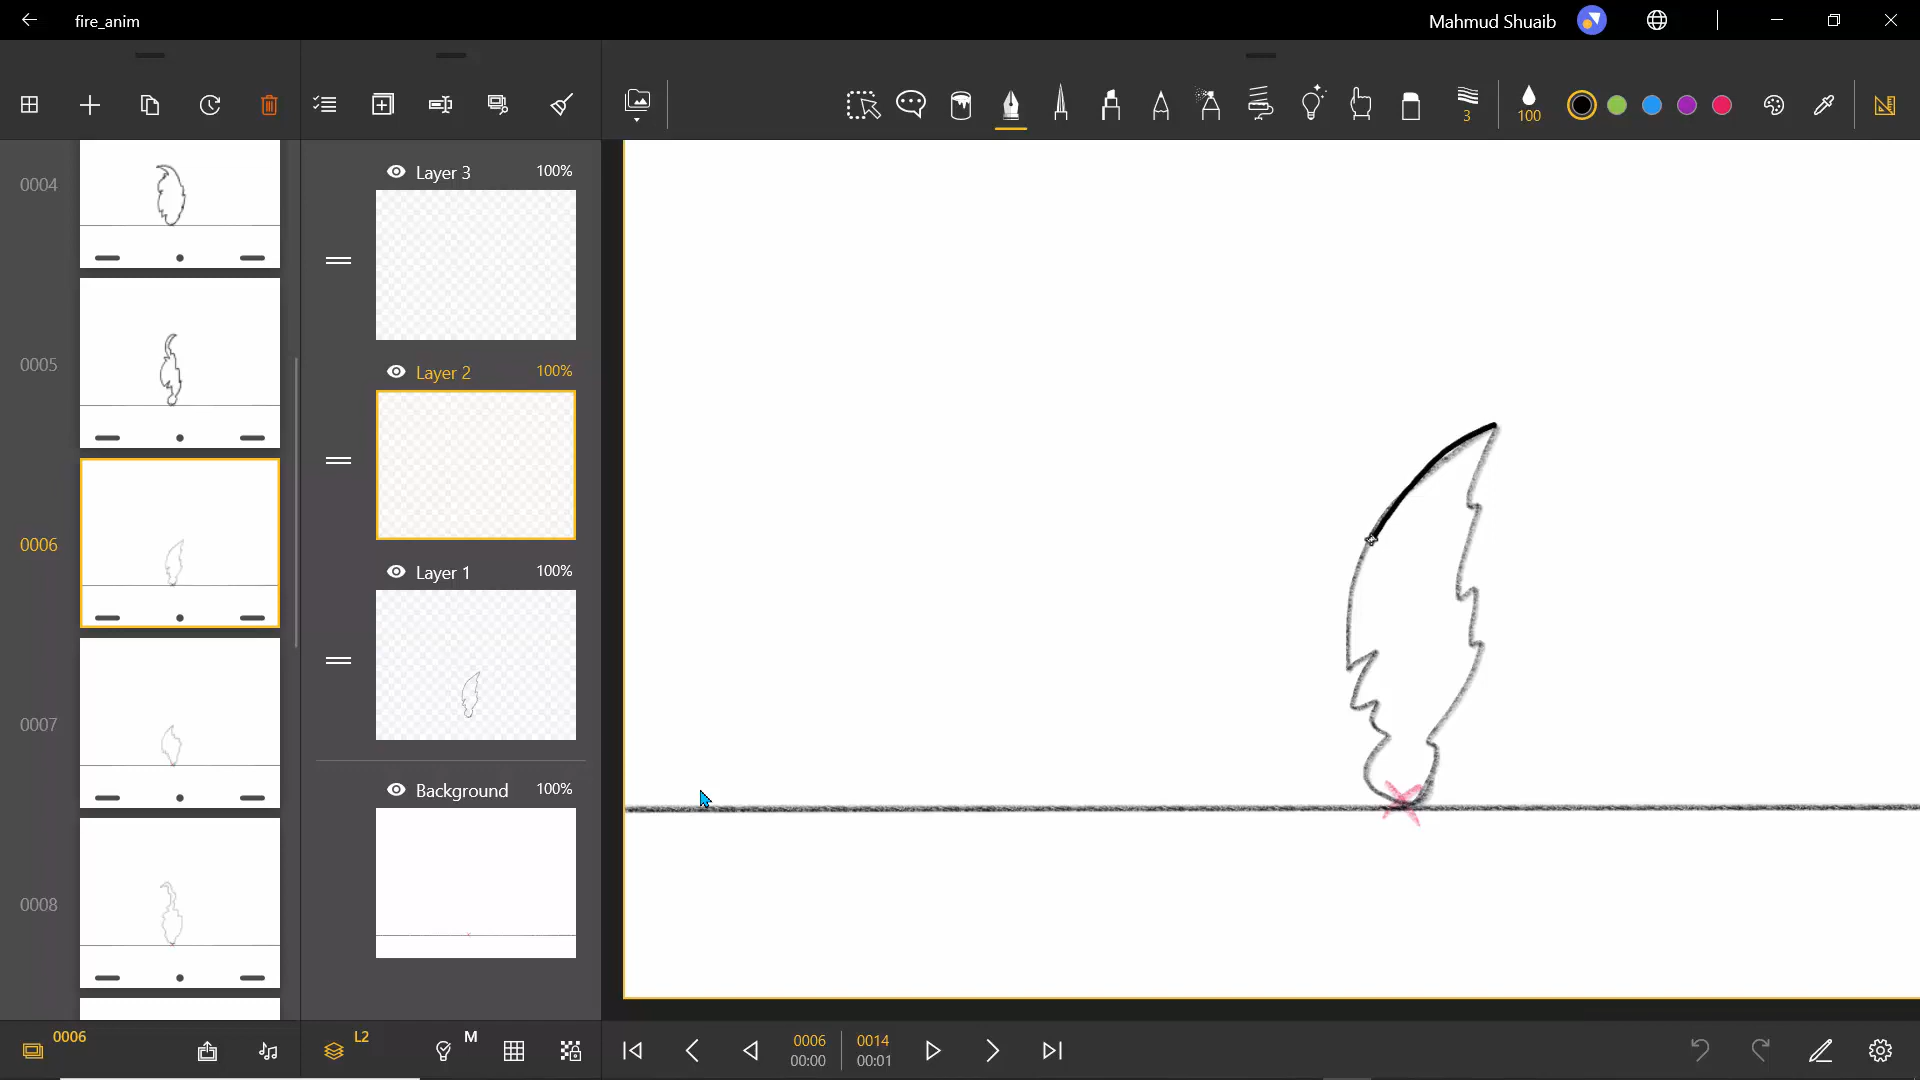 fire_anim
Mahmud Shuaib
3
100
0004
0005
0006
0007
0008
Layer 3 100%
Layer 2 100%
Layer 1 100%
Background 100%
0006
L2
M
0006 0014
00:00 00:01